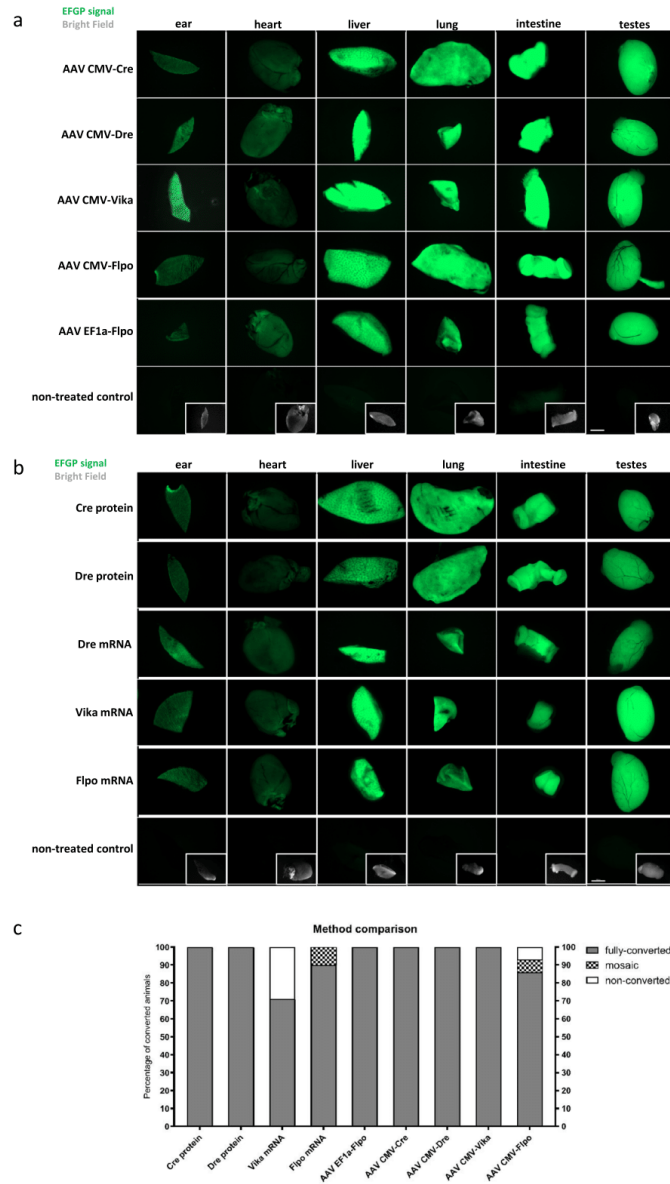 a
EFGP signal
Bright Field
ear heart liver lung intestine testes
AAV CMV-Cre
AAV CMV-Dre
AAV CMV-Vika
AAV CMV-Flpo
AAV EF1a-Flpo
non-treated control
b
EFGP signal
Bright Field
ear heart liver lung intestine testes
Cre protein
Dre protein
Dre mRNA
Vika mRNA
Flpo mRNA
non-treated control
c
Method comparison
Percentage of converted animals
100 100
90 90
80 80
70 70
60 60
50 50
40 40
30 30
20 20
10 10
0 0
fully-converted
mosaic
non-converted
Cre protein
Dre protein
Vika mRNA
Flpo mRNA
AAV EF1a-Flpo
AAV CMV-Cre
AAV CMV-Dre
AAV CMV-Vika
AAV CMV-Flpo